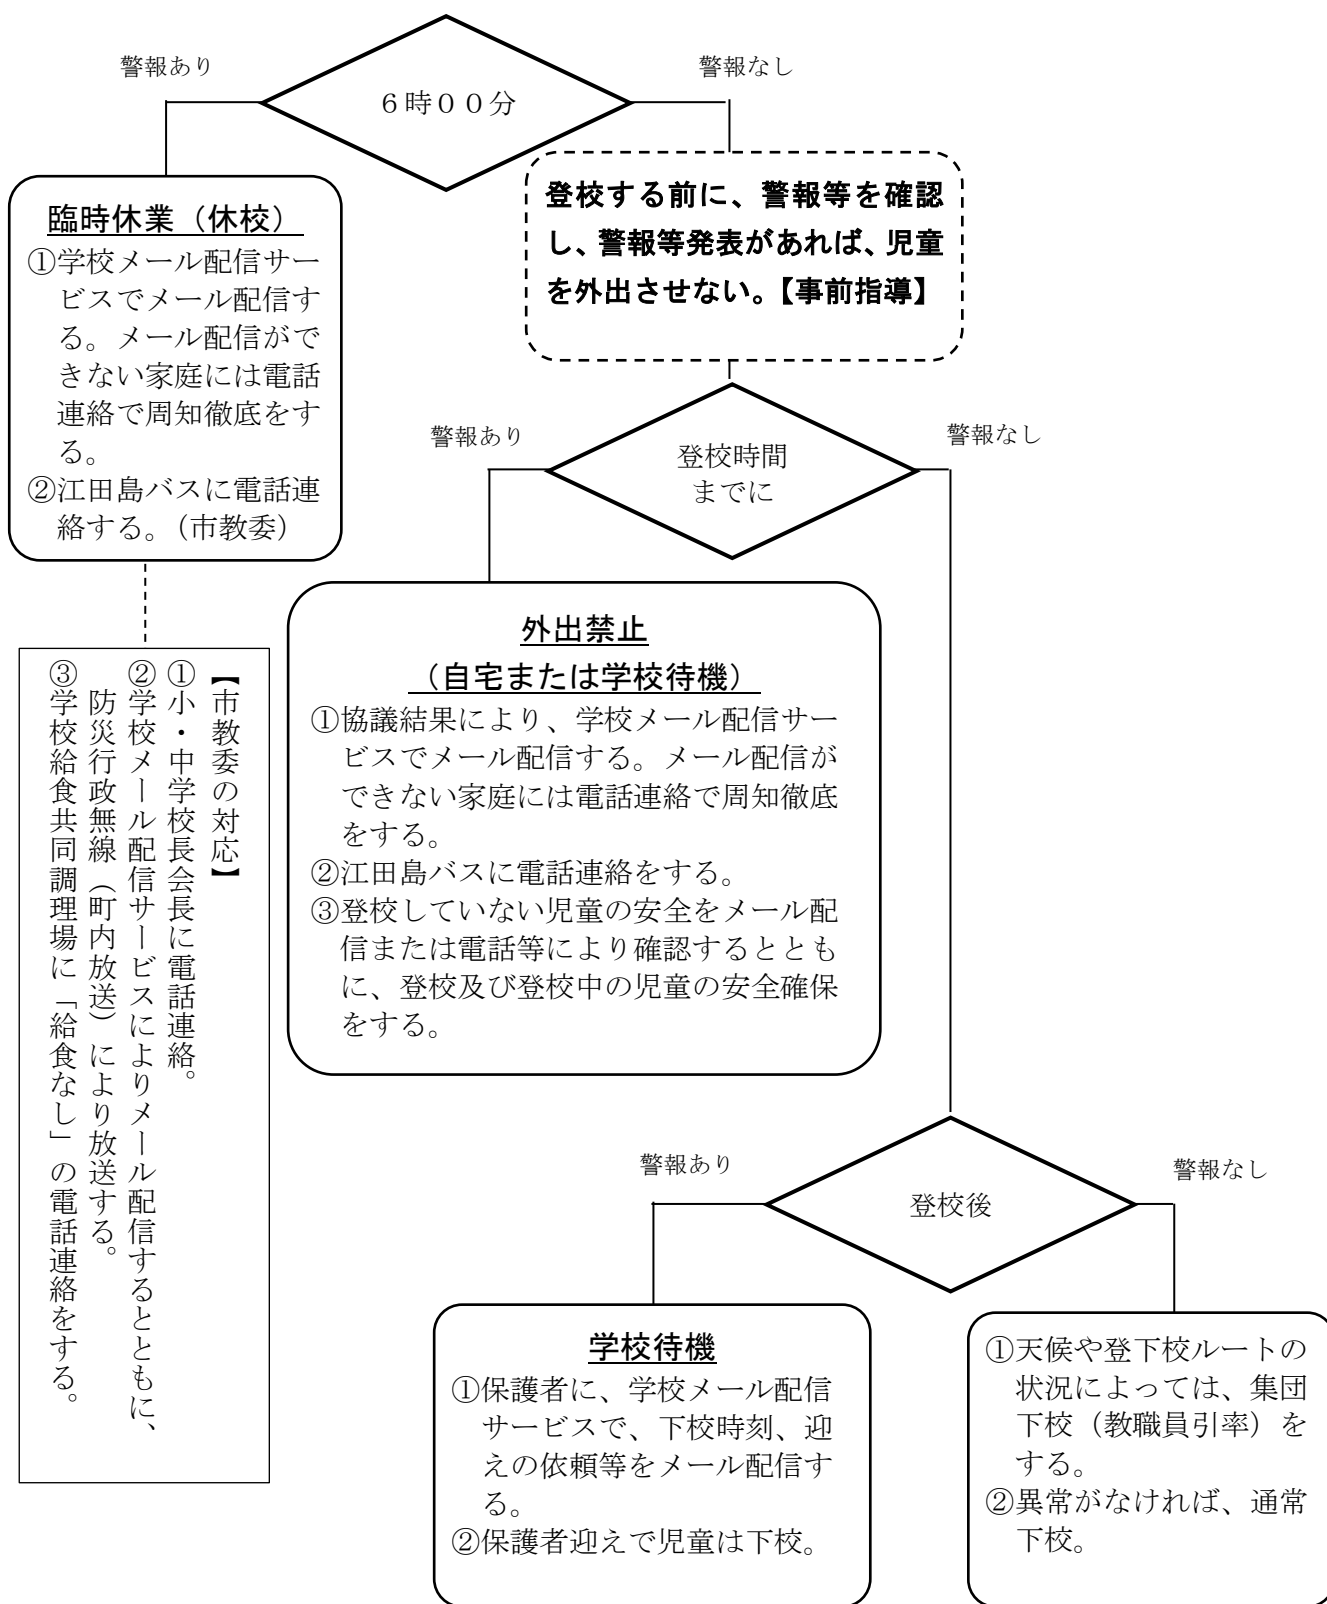 警報あり
６時００分
警報なし
臨時休業（休校）
①学校メール配信サー
ビスでメール配信す
る。メール配信がで
きない家庭には電話
連絡で周知徹底をす
る。
②江田島バスに電話連
絡する。（市教委）
登校する前に、警報等を確認
し、警報等発表があれば、児童
を外出させない。【事前指導】
警報あり
登校時間
までに
警報なし
外出禁止
（自宅または学校待機）
①協議結果により、学校メール配信サー
ビスでメール配信する。メール配信が
できない家庭には電話連絡で周知徹底
をする。
②江田島バスに電話連絡をする。
③登校していない児童の安全をメール配
信または電話等により確認するととも
に、登校及び登校中の児童の安全確保
をする。
【市教委の対応】
①小・中学校長会長に電話連絡。
②学校メール配信サービスによりメール配信するとともに、
防災行政無線（町内放送）により放送する。
③学校給食共同調理場に「給食なし」の電話連絡をする。
警報あり
登校後
警報なし
学校待機
①保護者に、学校メール配信
サービスで、下校時刻、迎
えの依頼等をメール配信す
る。
②保護者迎えで児童は下校。
①天候や登下校ルートの
状況によっては、集団
下校（教職員引率）を
する。
②異常がなければ、通常
下校。